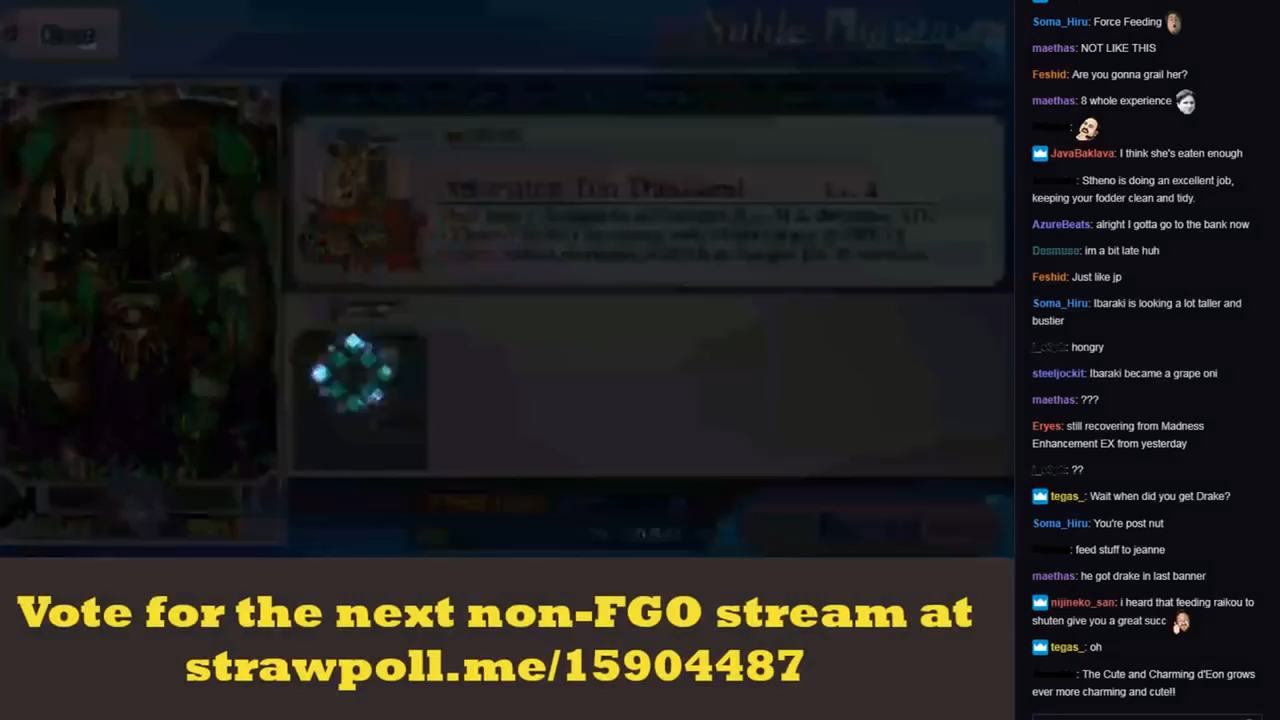 Close
Soma_Hiru: Force Feeding
maethas: NOT LIKE THIS
Feshid: Are you gonna grail her?
maethas: 8 whole experience
:
JavaBaklava: I think she's eaten enough
: Stheno is doing an excellent job,
keeping your fodder clean and tidy.
AzureBeats: alright I gotta go to the bank now
Desmuse: im a bit late huh
Feshid: Just like jp
Soma_Hiru: Ibaraki is looking a lot taller and
bustier
: hongry
steeljockit: Ibaraki became a grape oni
maethas: ???
Eryes: still recovering from Madness
Enhancement EX from yesterday
: ??
tegas_: Wait when did you get Drake?
Soma_Hiru: You're post nut
: feed stuff to jeanne
maethas: he got drake in last banner
nijineko_san: i heard that feeding raikou to
shuten give you a great succ
tegas_: oh
: The Cute and Charming d'Eon grows
ever more charming and cute!!
Vote for the next non-FGO stream at
strawpoll.me/15904487